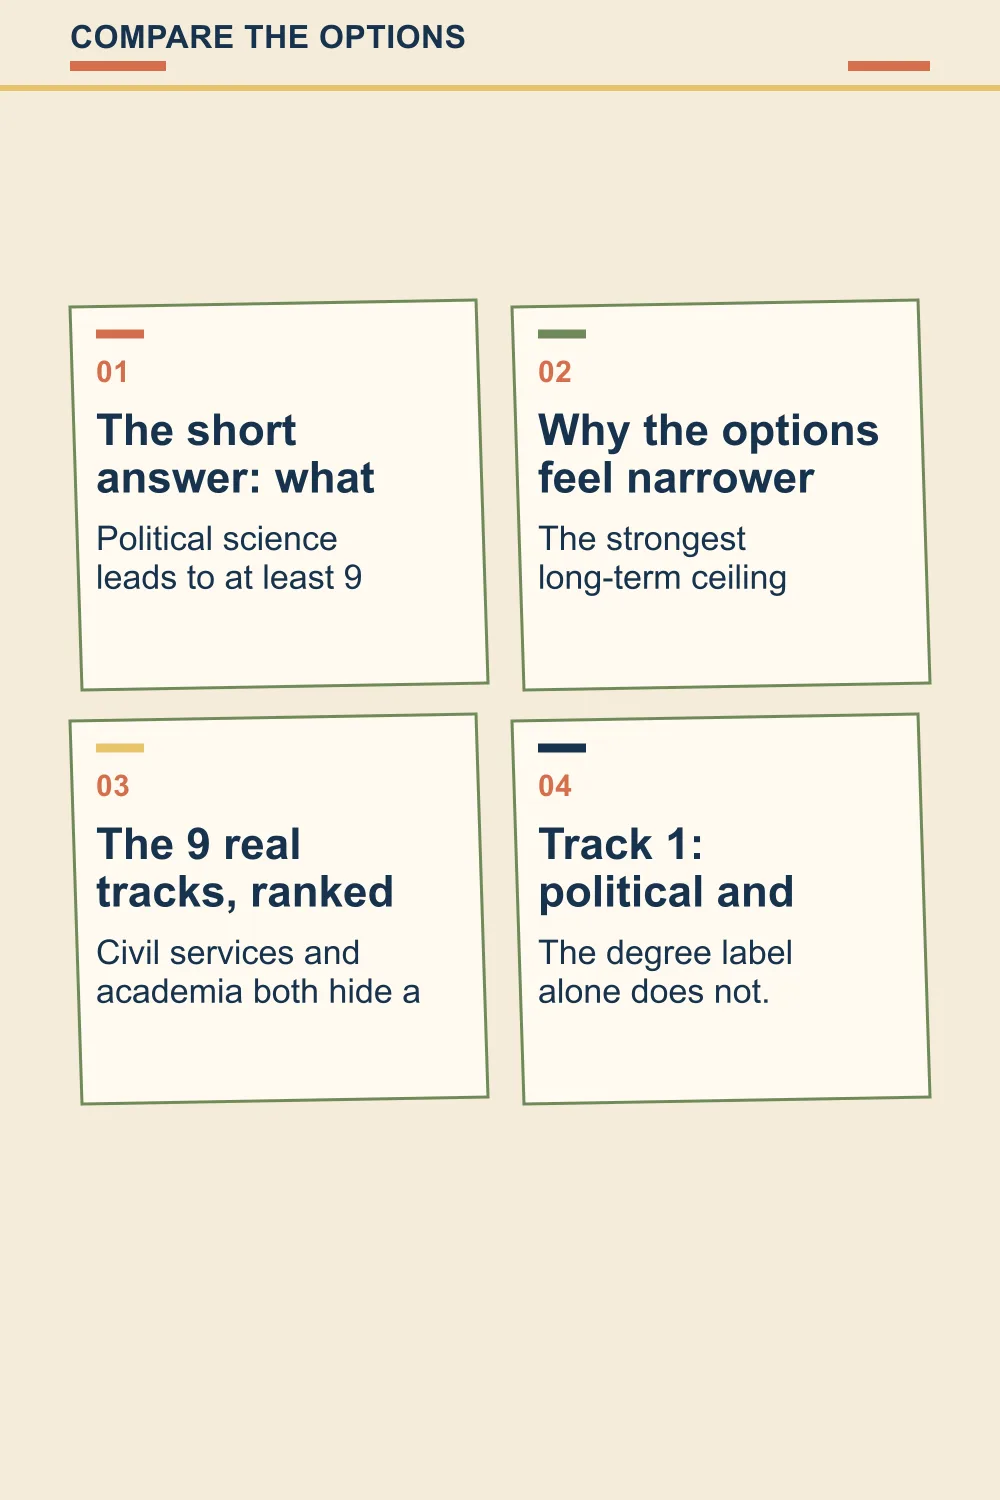 COMPARE THE OPTIONS
01
The short
answer: what
Political science
leads to at least 9
02
Why the options
feel narrower
The strongest
long-term ceiling
03
The 9 real
tracks, ranked
Civil services and
academia both hide a
04
Track 1:
political and
The degree label
alone does not.